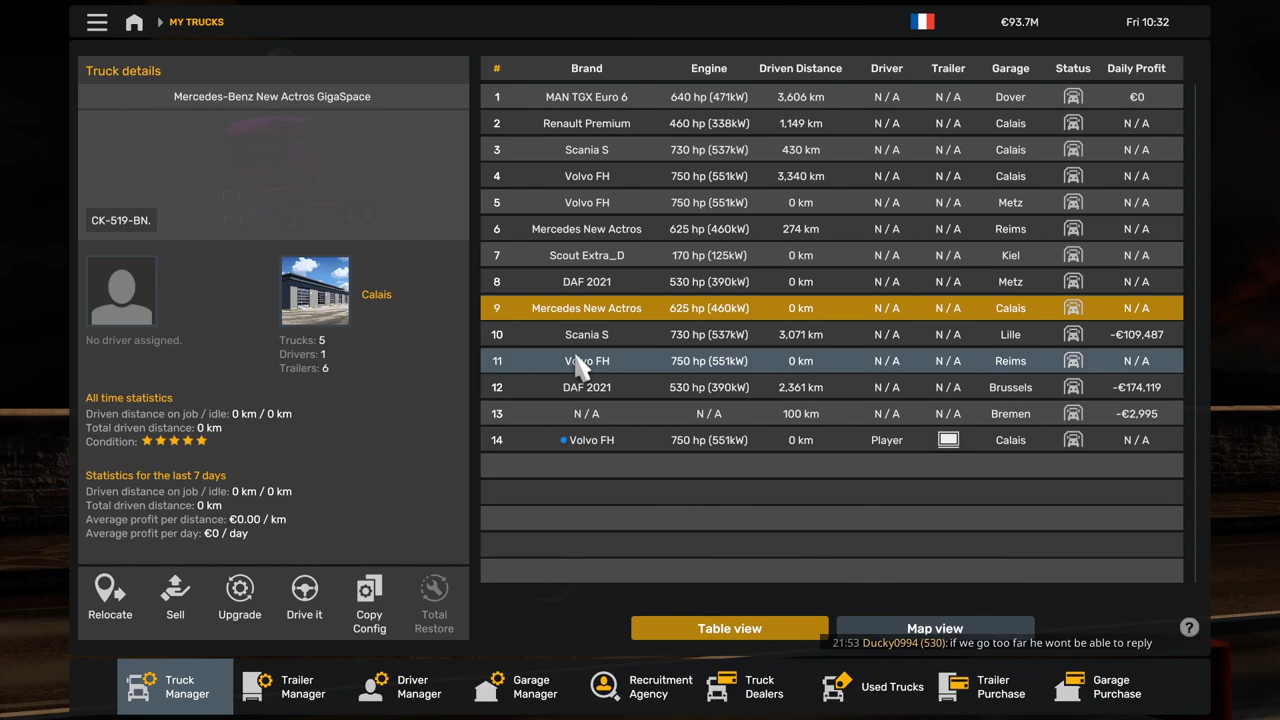 MY TRUCKS €93.7M Fri 10:32
Truck details
Mercedes-Benz New Actros GigaSpace
CK-519-BN.
Calais
No driver assigned.
Trucks: 5
Drivers: 1
Trailers: 6
All time statistics
Driven distance on job / idle: 0 km / 0 km
Total driven distance: 0 km
Condition:
Statistics for the last 7 days
Driven distance on job / idle: 0 km / 0 km
Total driven distance: 0 km
Average profit per distance: €0.00 / km
Average profit per day: €0 / day
Relocate
Sell
Upgrade
Drive it
Copy Config
Total Restore
# Brand Engine Driven Distance Driver Trailer Garage Status Daily Profit
1 MAN TGX Euro 6 640 hp (471kW) 3,606 km N / A N / A Dover €0
2 Renault Premium 460 hp (338kW) 1,149 km N / A N / A Calais N / A
3 Scania S 730 hp (537kW) 430 km N / A N / A Calais N / A
4 Volvo FH 750 hp (551kW) 3,340 km N / A N / A Calais N / A
5 Volvo FH 750 hp (551kW) 0 km N / A N / A Metz N / A
6 Mercedes New Actros 625 hp (460kW) 274 km N / A N / A Reims N / A
7 Scout Extra_D 170 hp (125kW) 0 km N / A N / A Kiel N / A
8 DAF 2021 530 hp (390kW) 0 km N / A N / A Metz N / A
9 Mercedes New Actros 625 hp (460kW) 0 km N / A N / A Calais N / A
10 Scania S 730 hp (537kW) 3,071 km N / A N / A Lille -€109,487
11 Volvo FH 750 hp (551kW) 0 km N / A N / A Reims N / A
12 DAF 2021 530 hp (390kW) 2,361 km N / A N / A Brussels -€174,119
13 N / A N / A 100 km N / A N / A Bremen -€2,995
14 Volvo FH 750 hp (551kW) 0 km Player Calais N / A
Table view
Map view
?
21:53 Ducky0994 (530): if we go too far he wont be able to reply
Truck Manager
Trailer Manager
Driver Manager
Garage Manager
Recruitment Agency
Truck Dealers
Used Trucks
Trailer Purchase
Garage Purchase